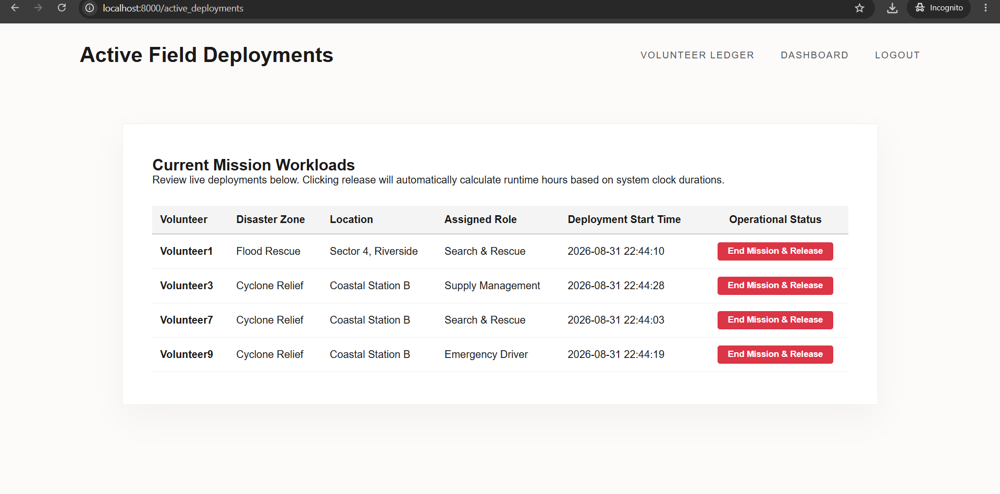 localhost:8000/active_deployments
Incognito
Active Field Deployments
VOLUNTEER LEDGER DASHBOARD LOGOUT
Current Mission Workloads
Review live deployments below. Clicking release will automatically calculate runtime hours based on system clock durations.
Volunteer Disaster Zone Location Assigned Role Deployment Start Time Operational Status
Volunteer1 Flood Rescue Sector 4, Riverside Search & Rescue 2026-08-31 22:44:10 End Mission & Release
Volunteer3 Cyclone Relief Coastal Station B Supply Management 2026-08-31 22:44:28 End Mission & Release
Volunteer7 Cyclone Relief Coastal Station B Search & Rescue 2026-08-31 22:44:03 End Mission & Release
Volunteer9 Cyclone Relief Coastal Station B Emergency Driver 2026-08-31 22:44:19 End Mission & Release